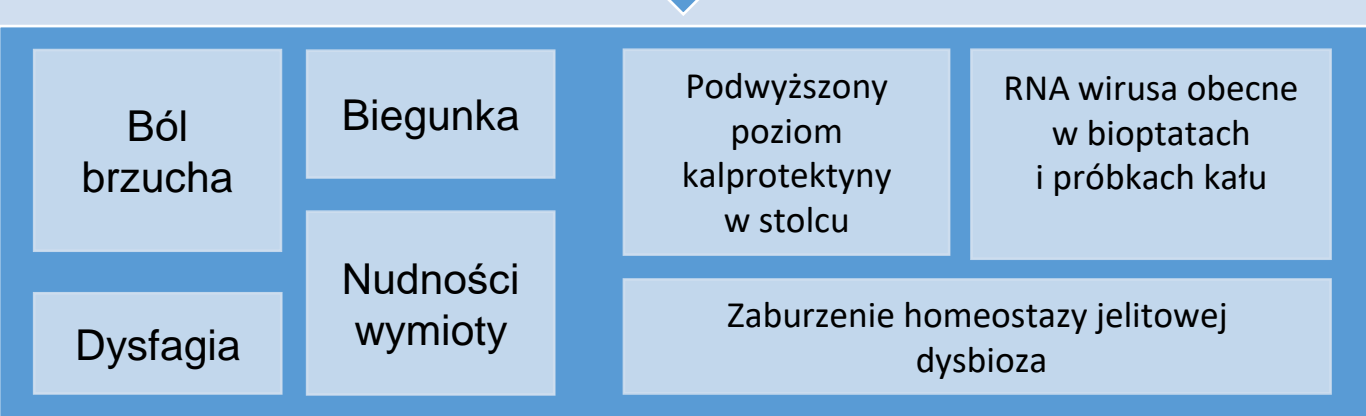 Ból
brzucha
Biegunka
Dysfagia
Nudności
wymioty
Podwyższony
poziom
kalprotektyny
w stolcu
RNA wirusa obecne
w bioptatach
i próbkach kału
Zaburzenie homeostazy jelitowej
dysbioza